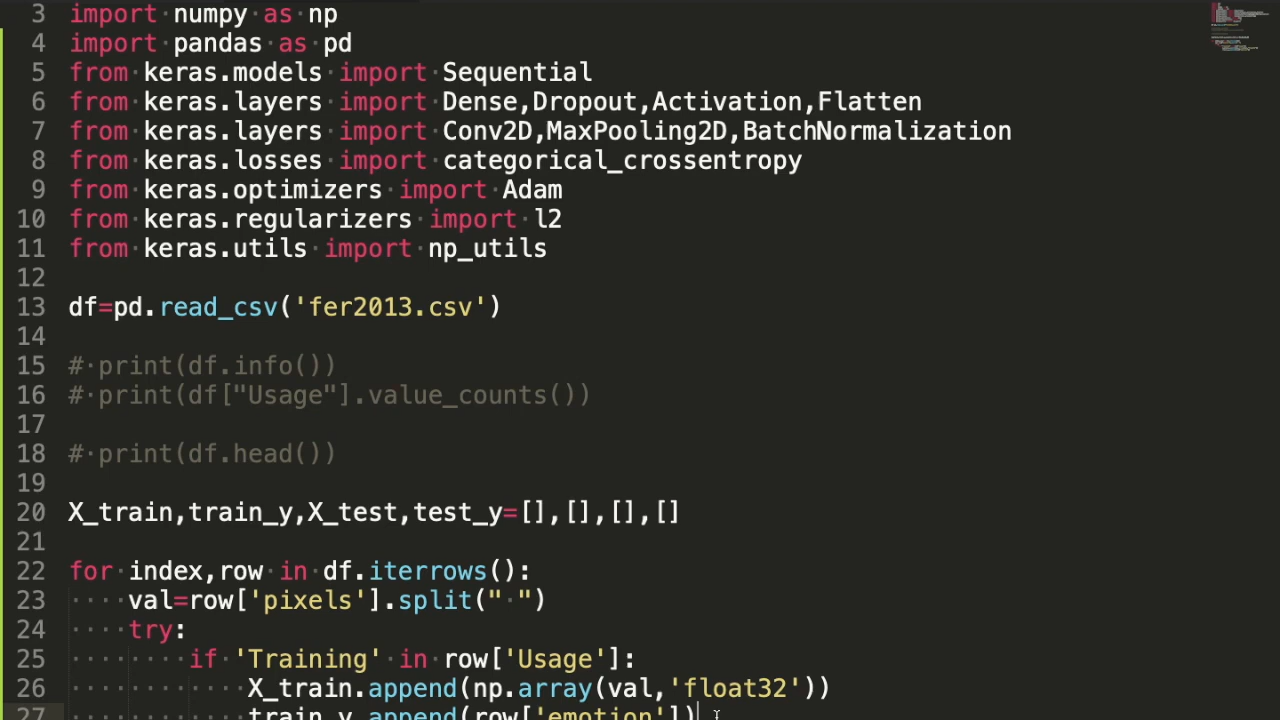 3 import numpy as np
4 import pandas as pd
5 from keras.models import Sequential
6 from keras.layers import Dense,Dropout,Activation,Flatten
7 from keras.layers import Conv2D,MaxPooling2D,BatchNormalization
8 from keras.losses import categorical_crossentropy
9 from keras.optimizers import Adam
10 from keras.regularizers import l2
11 from keras.utils import np_utils
12
13 df=pd.read_csv('fer2013.csv')
14
15 # print(df.info())
16 # print(df["Usage"].value_counts())
17
18 # print(df.head())
19
20 X_train,train_y,X_test,test_y=[],[],[],[]
21
22 for index,row in df.iterrows():
23     val=row['pixels'].split(" ")
24     try:
25         if 'Training' in row['Usage']:
26             X_train.append(np.array(val,'float32'))
27             train_y.append(row['emotion'])